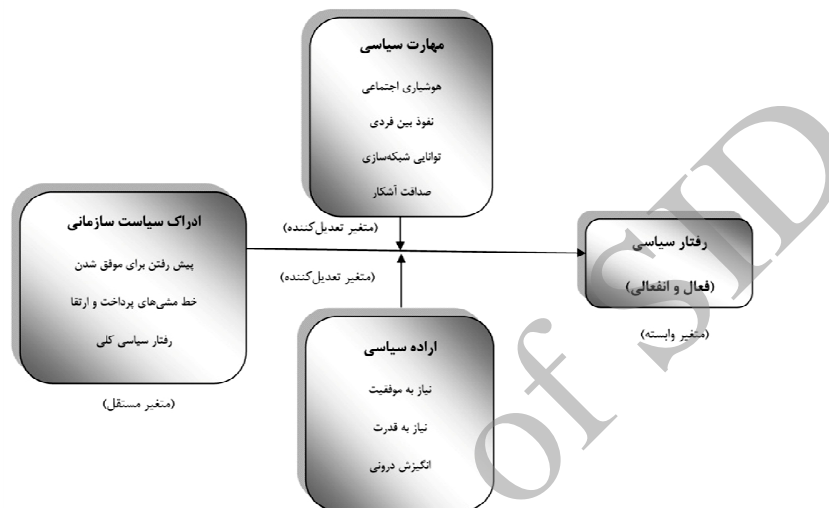 مهارت سیاسی
هوشیاری اجتماعی
نفوذ بین فردی
توانایی شبکه‌سازی
صداقت آشکار
ادراک سیاست سازمانی
پیش رفتن برای موفق شدن
خط مشی‌های پرداخت و ارتقا
رفتار سیاسی کلی
(متغیر مستقل)
(متغیر تعدیل‌کننده)
(متغیر تعدیل‌کننده)
رفتار سیاسی
(فعال و انفعالی)
(متغیر وابسته)
اراده سیاسی
نیاز به موفقیت
نیاز به قدرت
انگیزش درونی
of SID